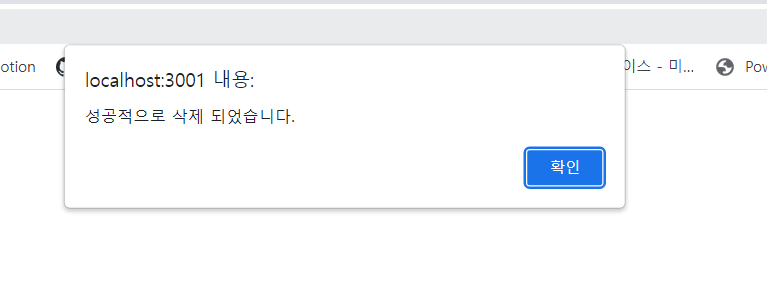 otion
이스 - 미...
localhost:3001 내용:
성공적으로 삭제 되었습니다.
확인